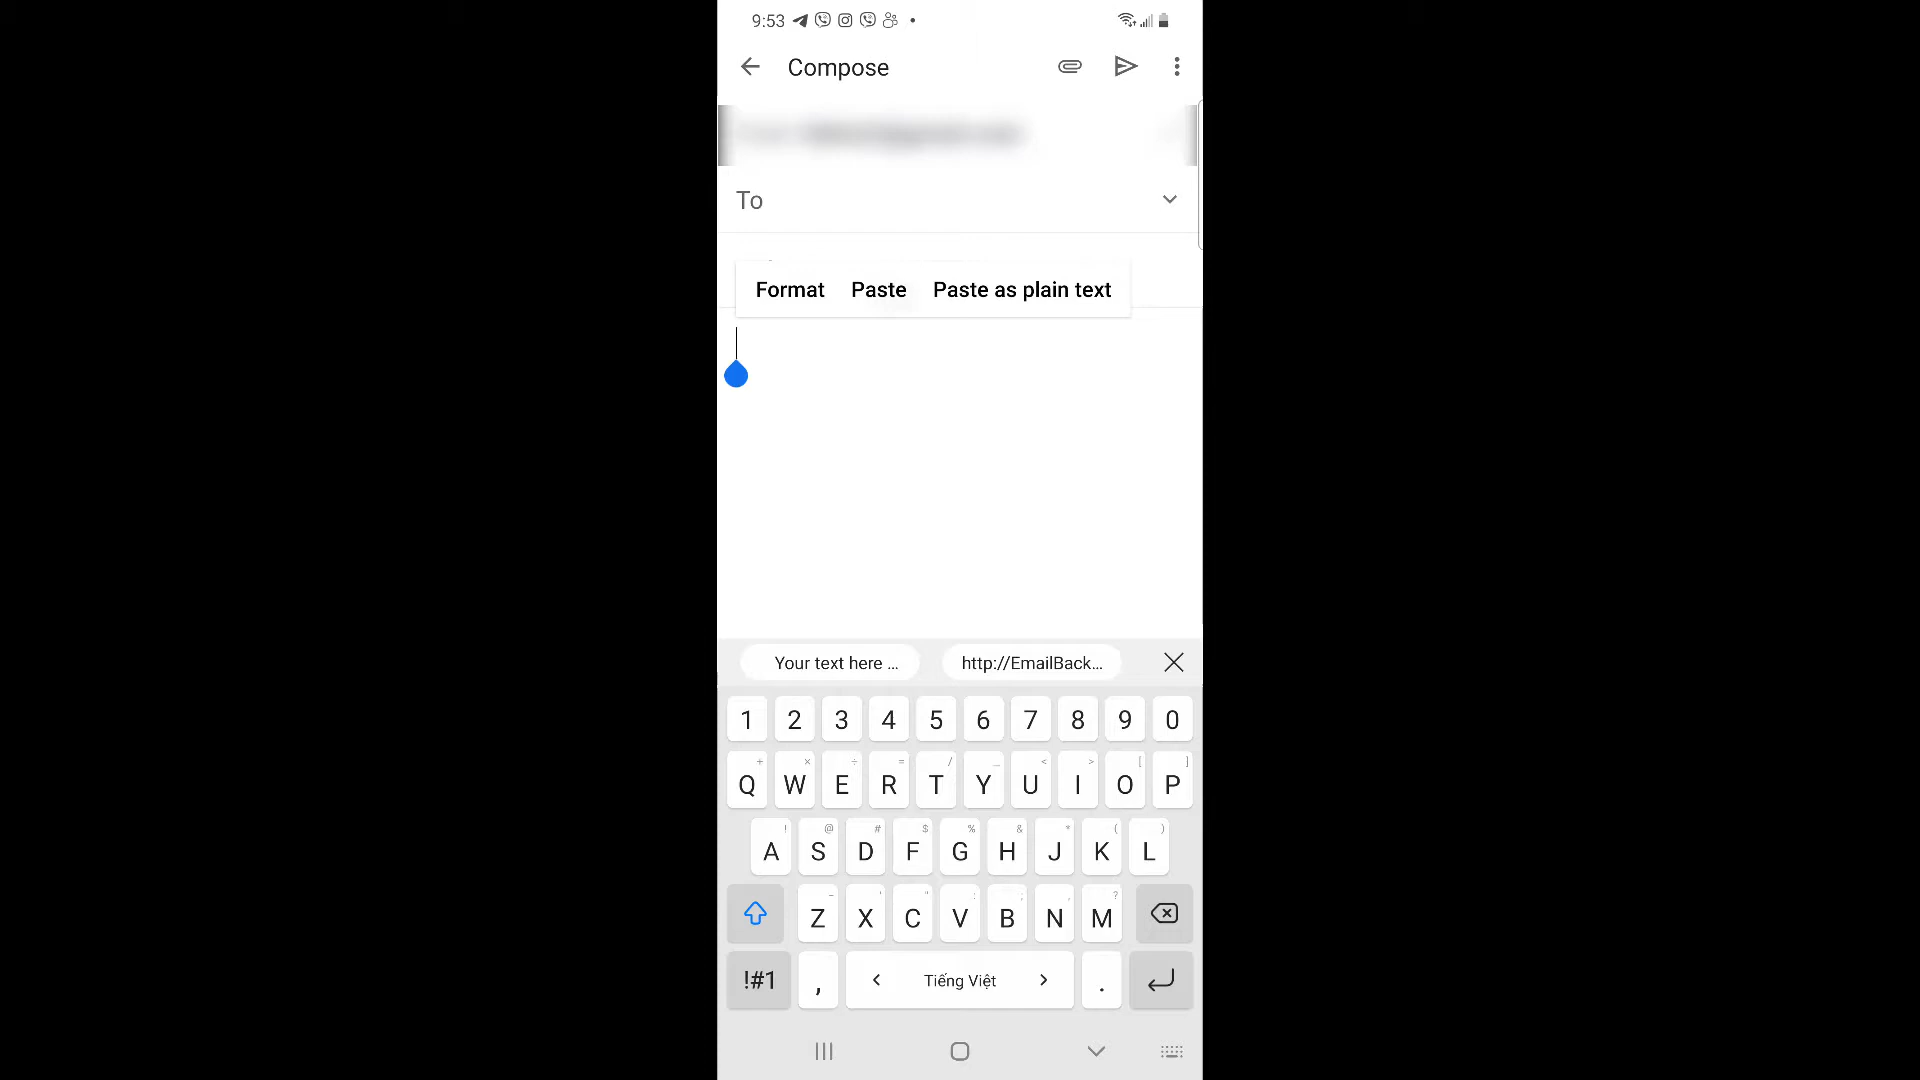 9:53
Compose
To
Format Paste Paste as plain text
Your text here ... http://EmailBack...
1 2 3 4 5 6 7 8 9 0
+ × ÷ = / _ < > [ ]
Q W E R T Y U I O P
! @ # $ % & * ( )
A S D F G H J K L
- ' " : ; , ?
Z X C V B N M
!#1 , < Tiếng Việt > .